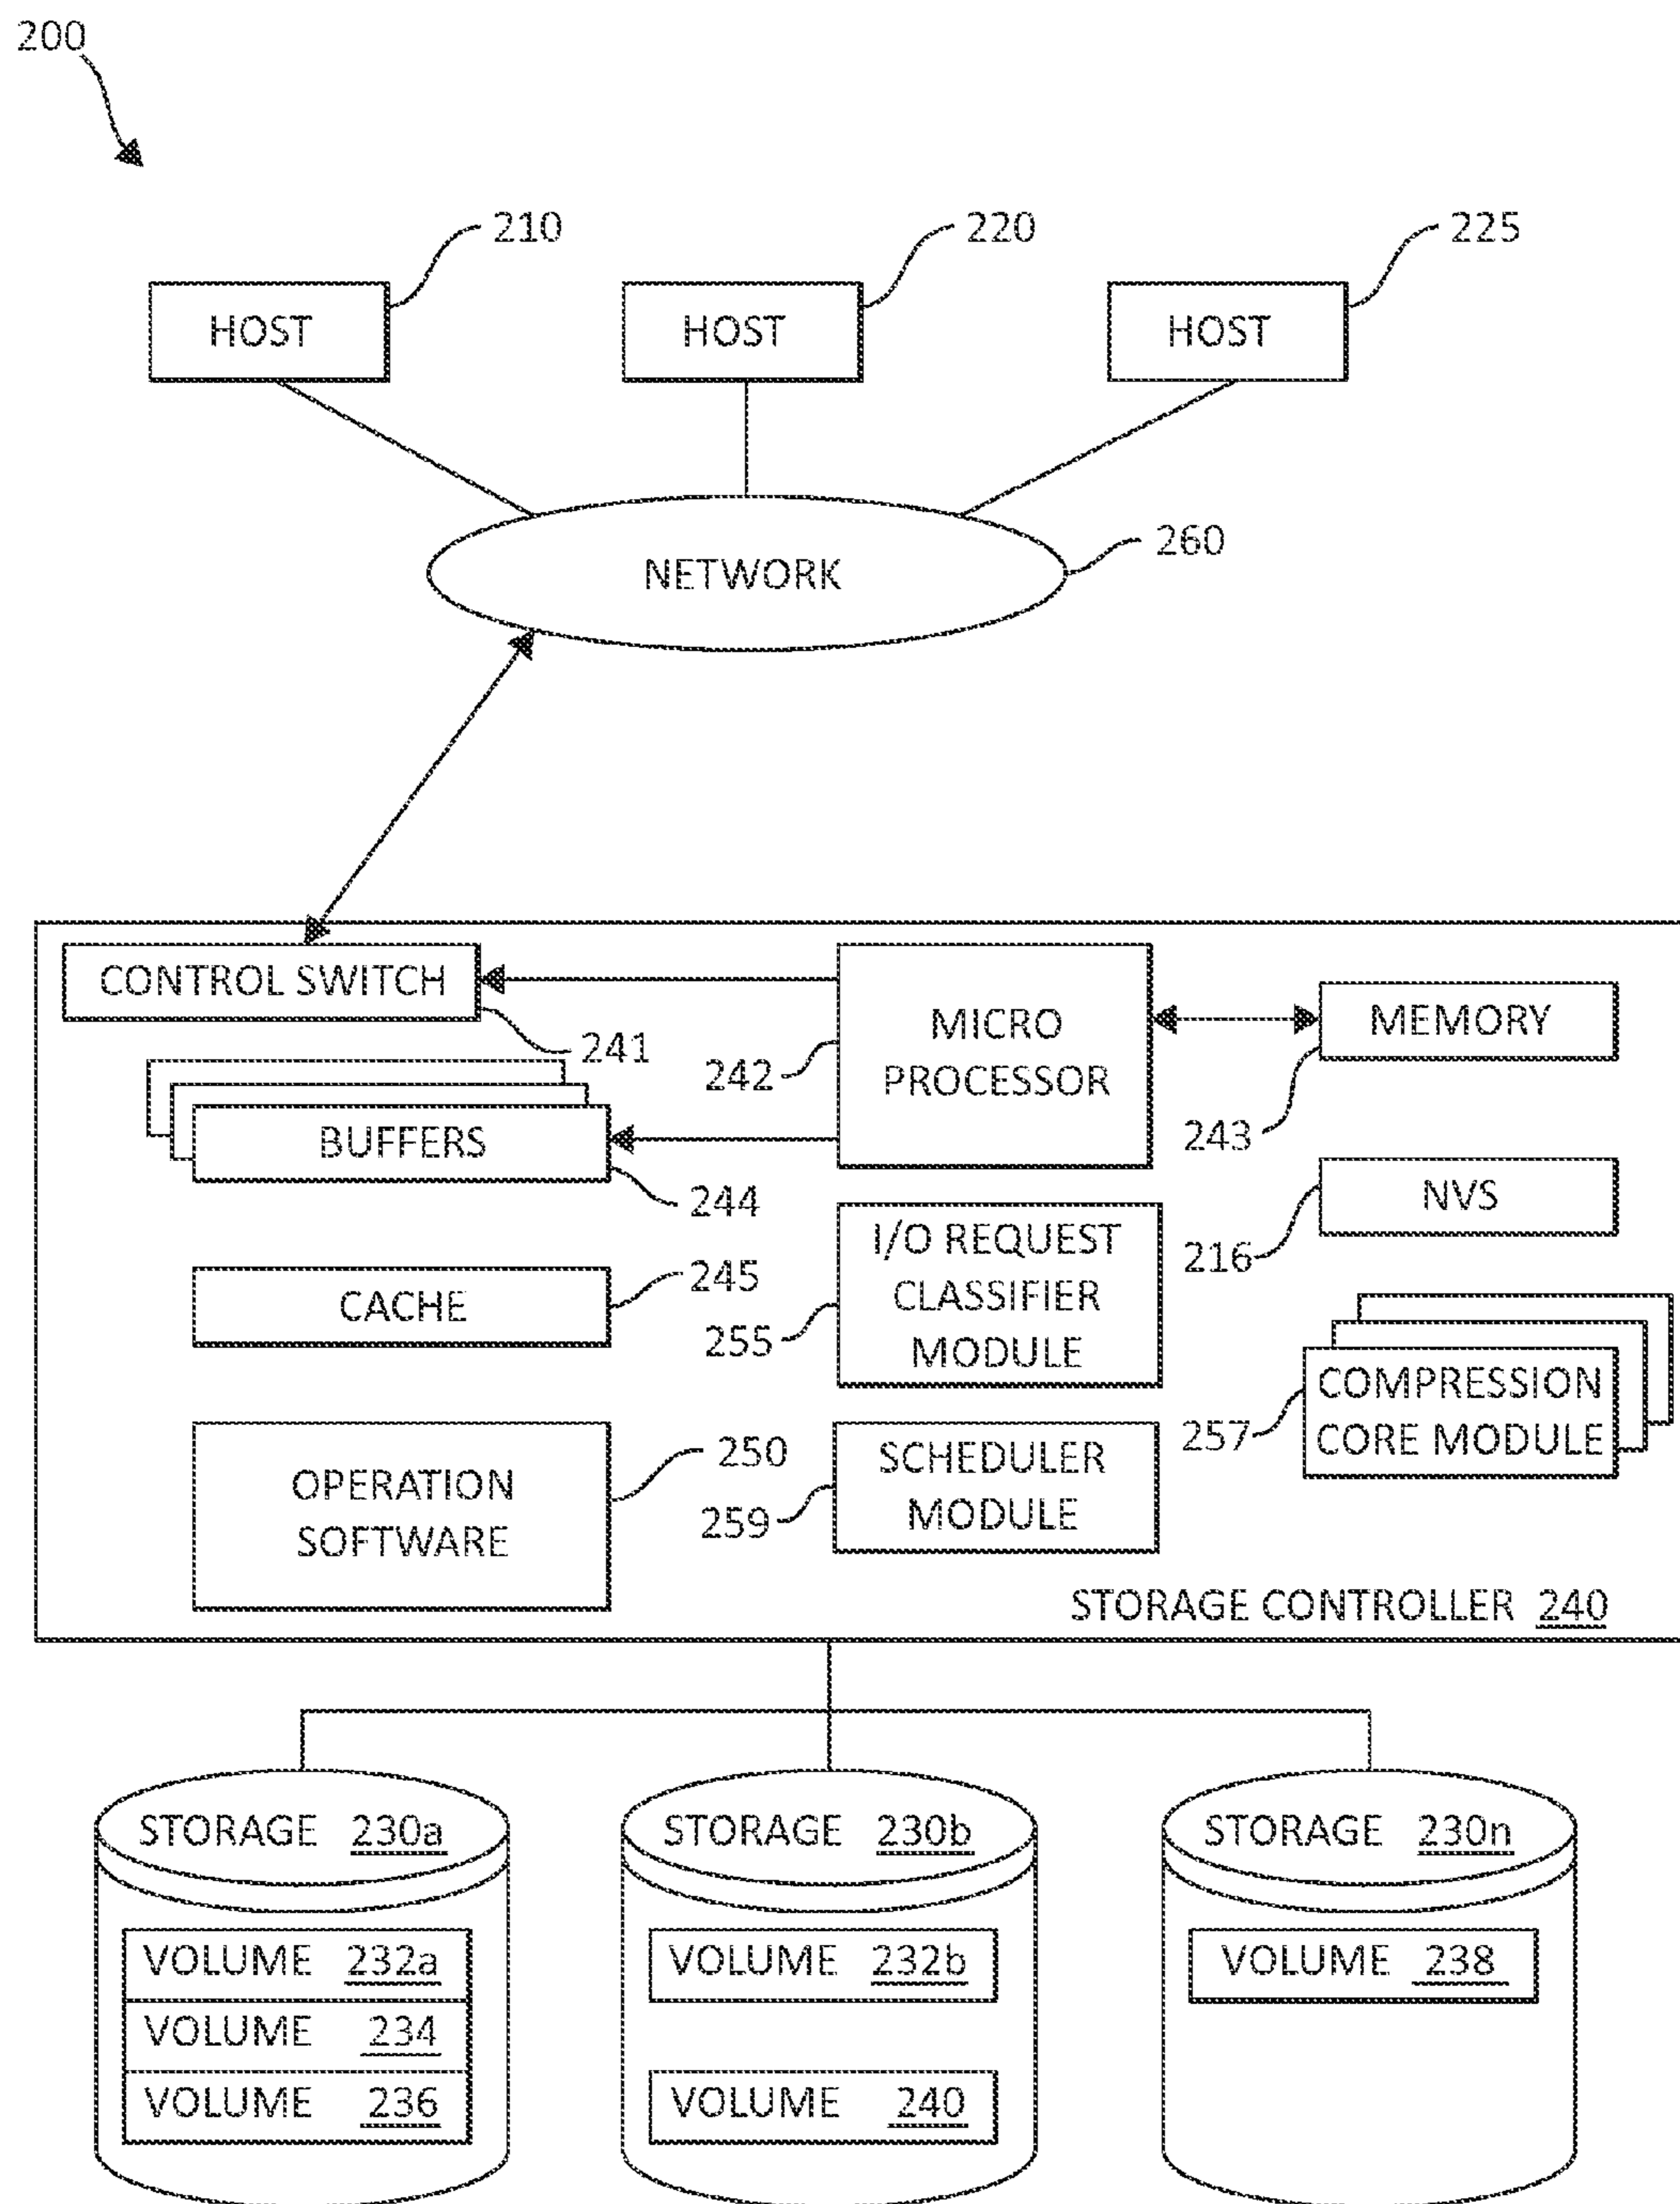 200
210
220
225
HOST
HOST
HOST
260
NETWORK
CONTROL SWITCH
241
MICRO
PROCESSOR
242
MEMORY
243
BUFFERS
244
NVS
216
I/O REQUEST
CLASSIFIER
MODULE
255
CACHE
245
COMPRESSION
CORE MODULE
257
OPERATION
SOFTWARE
250
SCHEDULER
MODULE
259
STORAGE CONTROLLER 240
STORAGE 230a
STORAGE 230b
STORAGE 230n
VOLUME 232a
VOLUME 234
VOLUME 236
VOLUME 232b
VOLUME 240
VOLUME 238